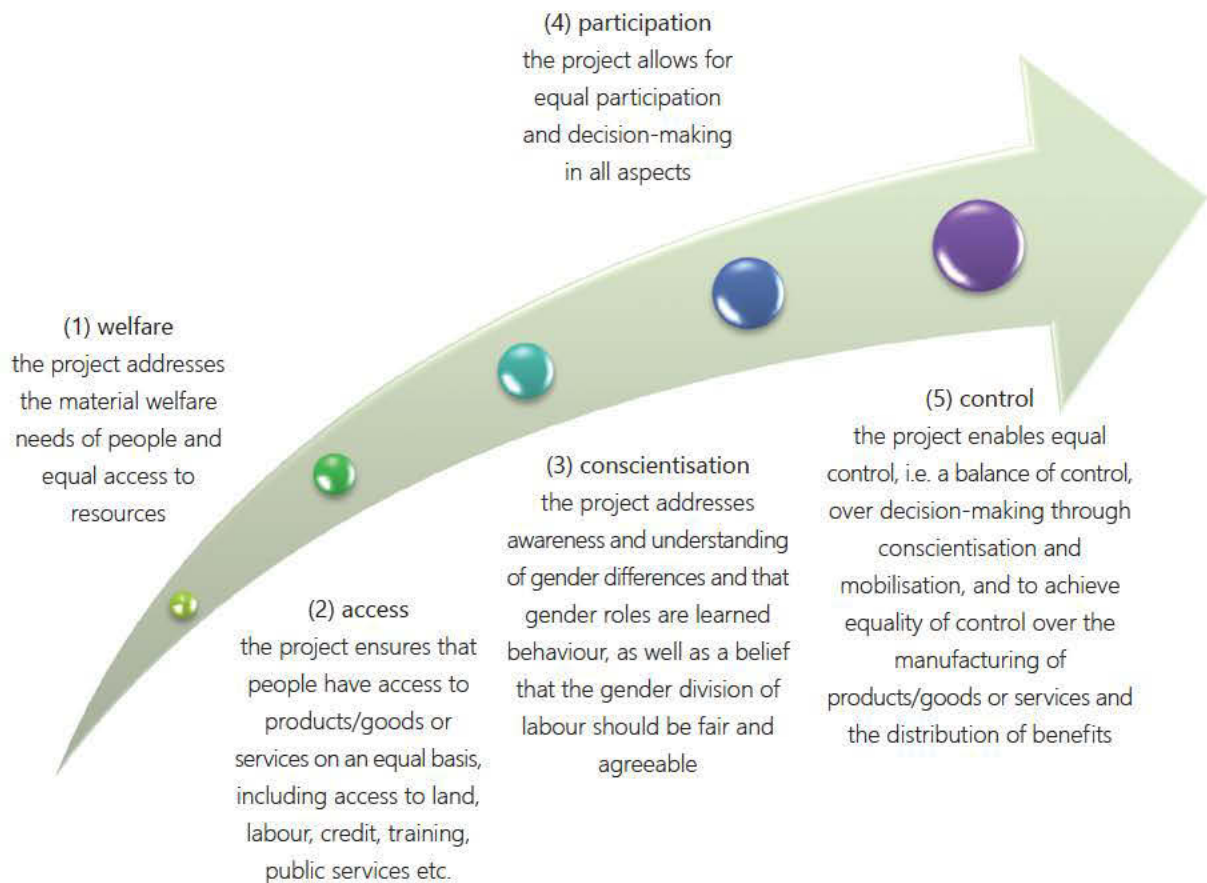 (1) welfare
the project addresses
the material welfare
needs of people and
equal access to
resources
(2) access
the project ensures that
people have access to
products/goods or
services on an equal basis,
including access to land,
labour, credit, training,
public services etc.
(3) conscientisation
the project addresses
awareness and understanding
of gender differences and that
gender roles are learned
behaviour, as well as a belief
that the gender division of
labour should be fair and
agreeable
(4) participation
the project allows for
equal participation
and decision-making
in all aspects
(5) control
the project enables equal
control, i.e. a balance of control,
over decision-making through
conscientisation and
mobilisation, and to achieve
equality of control over the
manufacturing of
products/goods or services and
the distribution of benefits